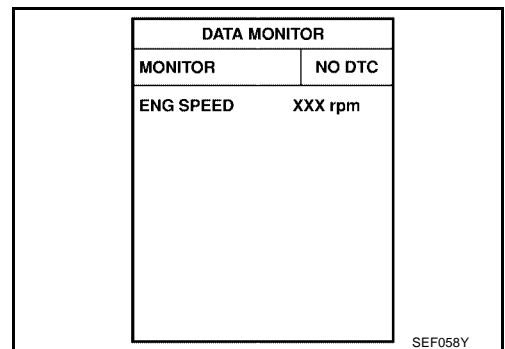 DATA MONITOR
MONITOR NO DTC
ENG SPEED XXX rpm
SEF058Y